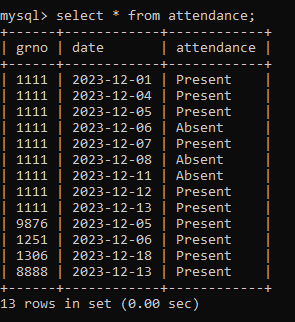 mysql> select * from attendance;
+------+------------+------------+
| grno | date       | attendance |
+------+------------+------------+
| 1111 | 2023-12-01 | Present    |
| 1111 | 2023-12-04 | Present    |
| 1111 | 2023-12-05 | Present    |
| 1111 | 2023-12-06 | Absent     |
| 1111 | 2023-12-07 | Present    |
| 1111 | 2023-12-08 | Absent     |
| 1111 | 2023-12-11 | Absent     |
| 1111 | 2023-12-12 | Present    |
| 1111 | 2023-12-13 | Present    |
| 9876 | 2023-12-05 | Present    |
| 1251 | 2023-12-06 | Present    |
| 1306 | 2023-12-18 | Present    |
| 8888 | 2023-12-13 | Present    |
+------+------------+------------+
13 rows in set (0.00 sec)